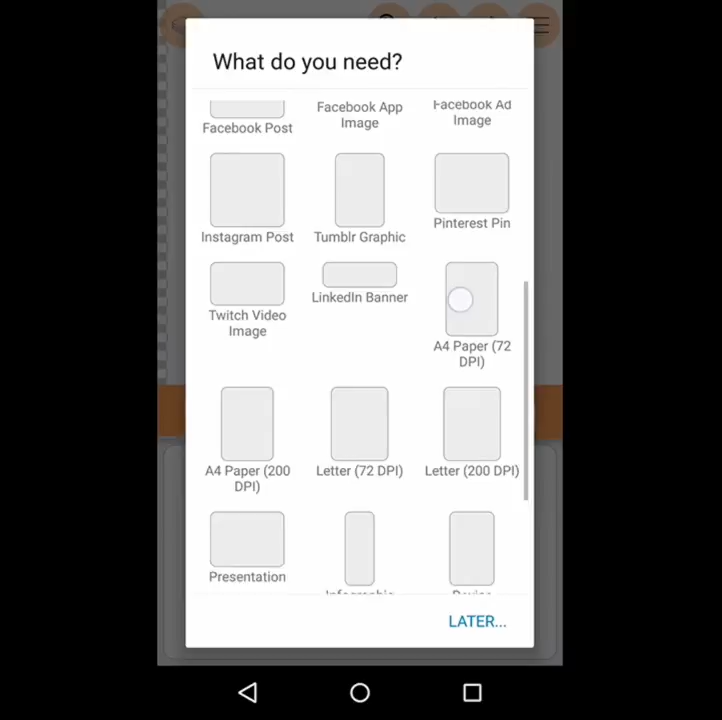 What do you need?
Facebook Post
Facebook App
Image
Facebook Ad
Image
Instagram Post
Tumblr Graphic
Pinterest Pin
Twitch Video
Image
LinkedIn Banner
A4 Paper (72
DPI)
A4 Paper (200
DPI)
Letter (72 DPI)
Letter (200 DPI)
Presentation
Infographic
LATER...